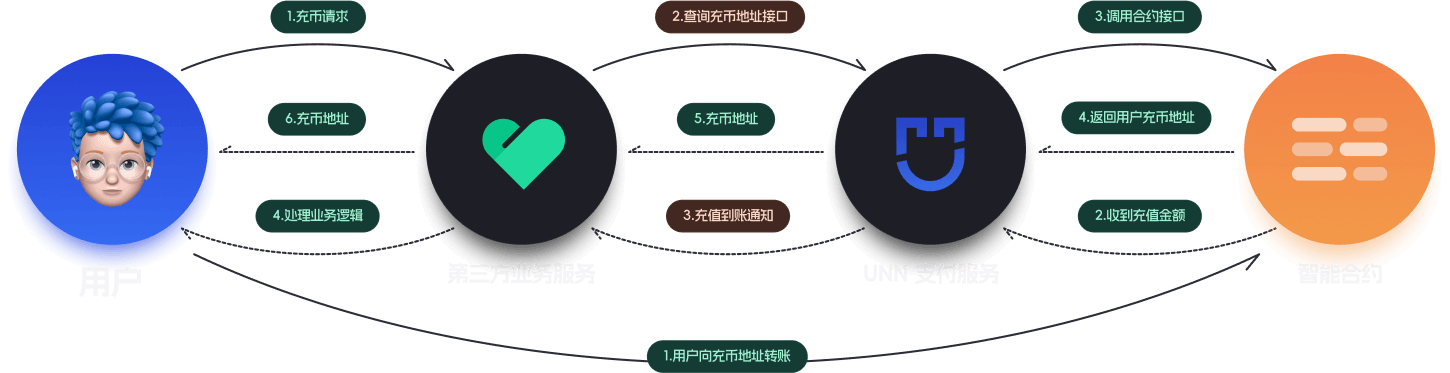 1.充币请求
2.查询充币地址接口
3.调用合约接口
6.充币地址
5.充币地址
4.返回用户充币地址
4.处理业务逻辑
3.充值到账通知
2.收到充值金额
用户
第三方业务服务
UNN 支付服务
智能合约
1.用户向充币地址转账